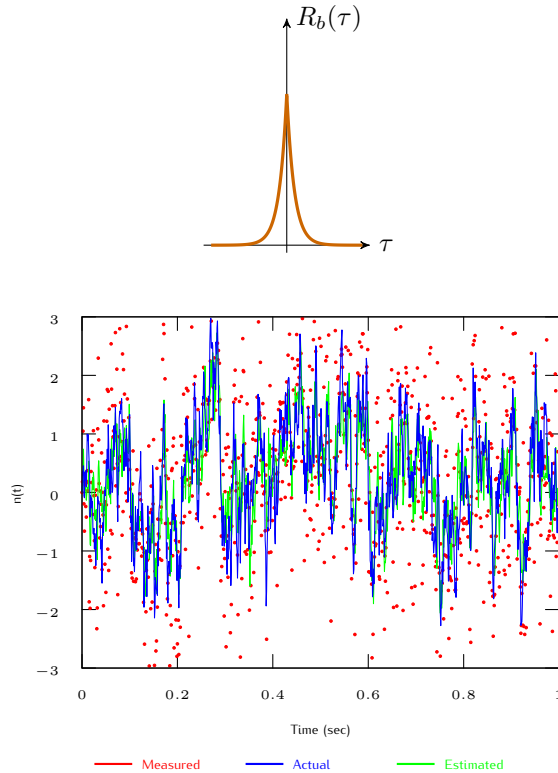 R_b(τ)
τ
3
2
1
0
−1
−2
−3
n(t)
0 0.2 0.4 0.6 0.8 1
Time (sec)
Measured Actual Estimated